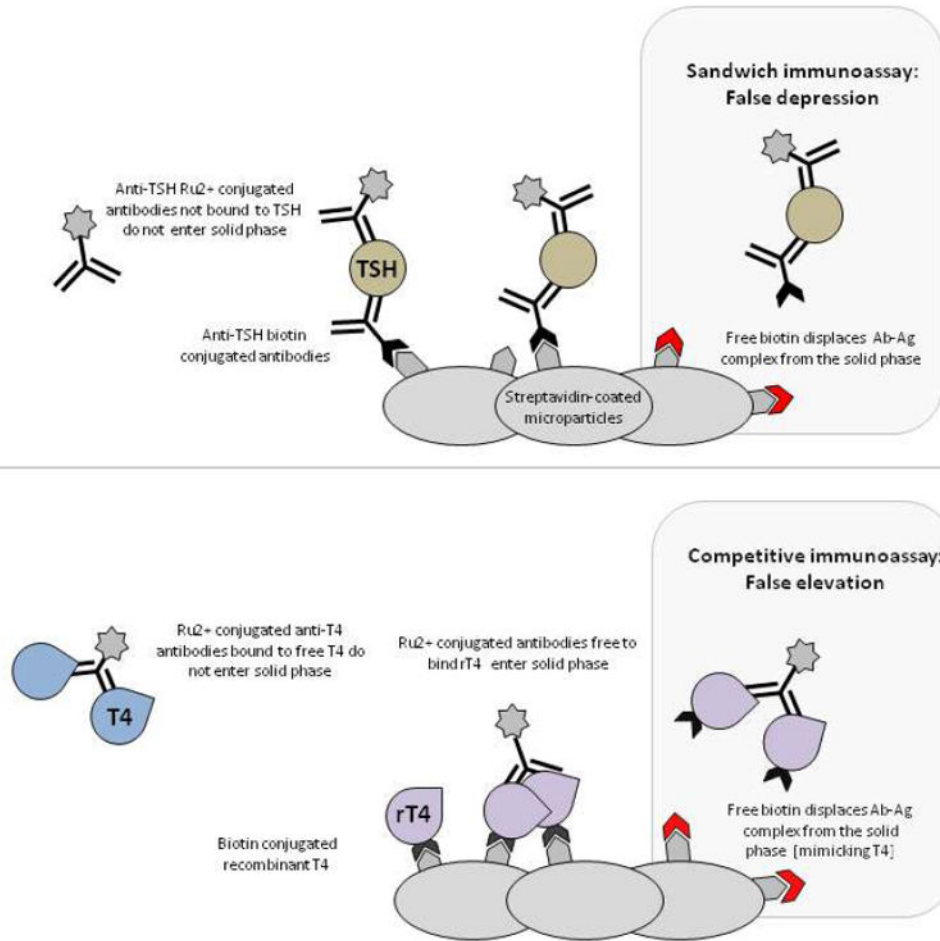 Sandwich immunoassay:
False depression
Anti-TSH Ru2+ conjugated
antibodies not bound to TSH
do not enter solid phase
TSH
Anti-TSH biotin
conjugated antibodies
Free biotin displaces Ab-Ag
complex from the solid phase
Streptavidin-coated
microparticles
Competitive immunoassay:
False elevation
Ru2+ conjugated anti-T4
antibodies bound to free T4 do
not enter solid phase
Ru2+ conjugated antibodies free to
bind rT4 enter solid phase
T4
rT4
Biotin conjugated
recombinant T4
Free biotin displaces Ab-Ag
complex from the solid
phase [mimicking T4]